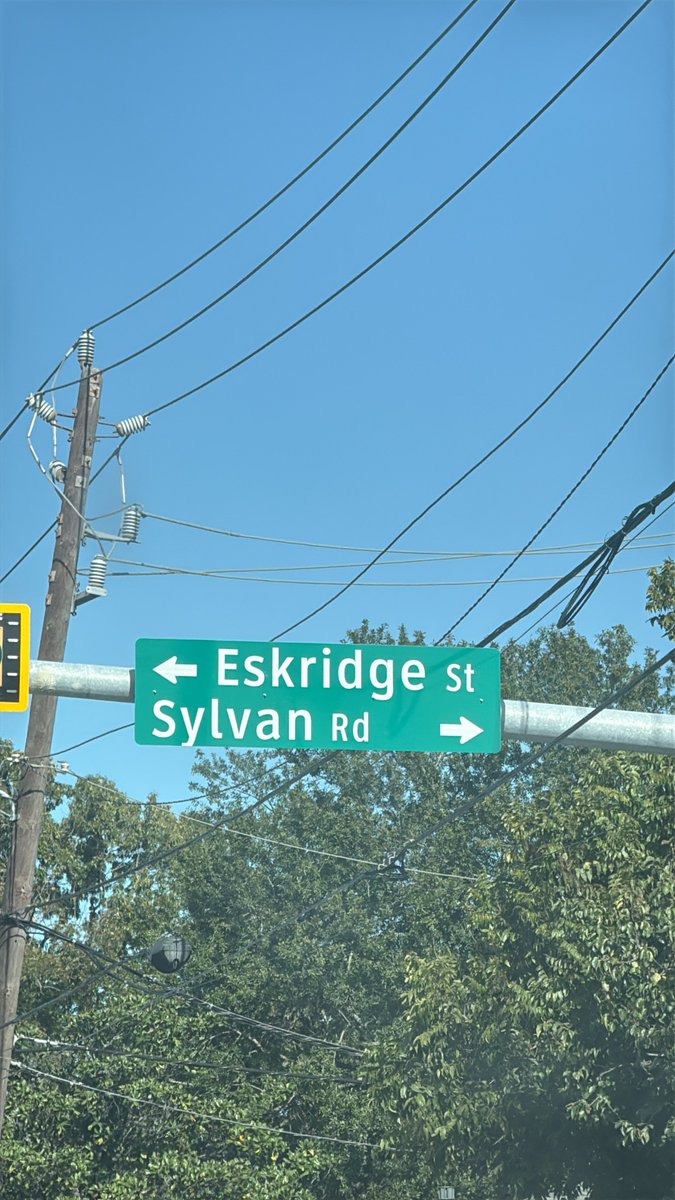 ← Eskridge St
Sylvan Rd →